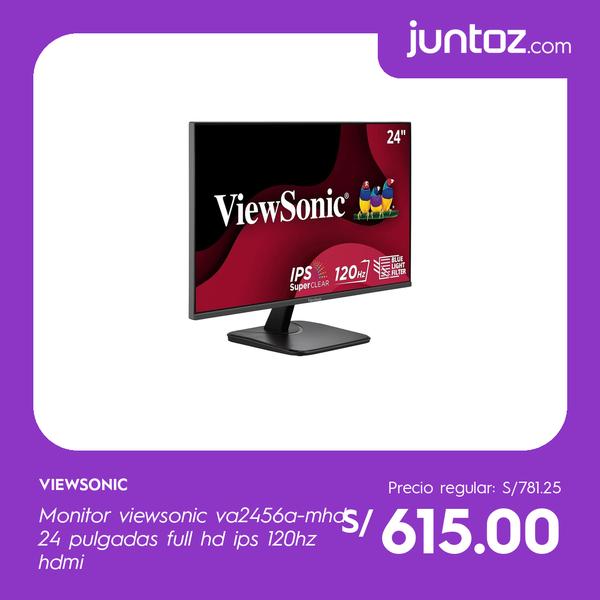 juntoz.com
24"
ViewSonic®
IPS
SuperCLEAR
120Hz
BLUE
LIGHT
FILTER
ViewSonic
VIEWSONIC
Precio regular: S/781.25
Monitor viewsonic va2456a-mhd
24 pulgadas full hd ips 120hz
hdmi
S/ 615.00